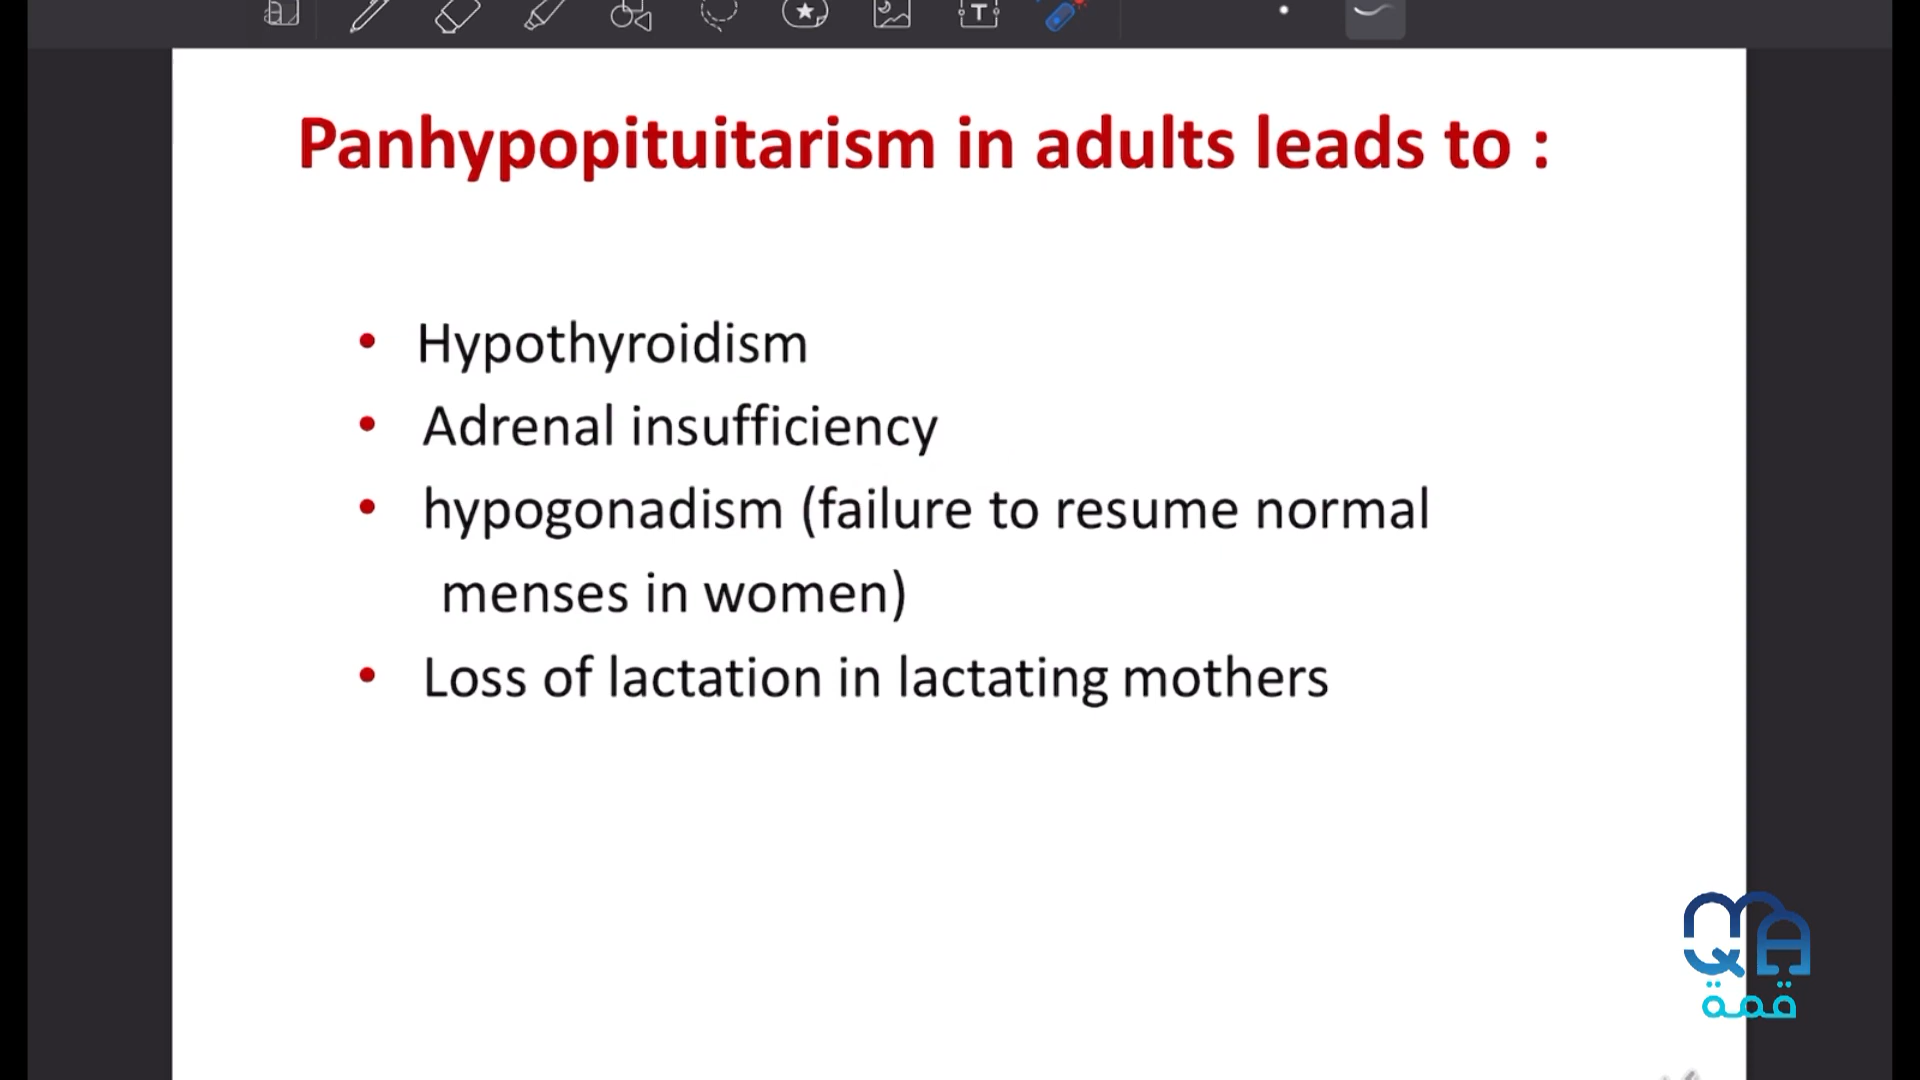 Panhypopituitarism in adults leads to :
• Hypothyroidism
• Adrenal insufficiency
• hypogonadism (failure to resume normal
menses in women)
• Loss of lactation in lactating mothers
QMA
قمة